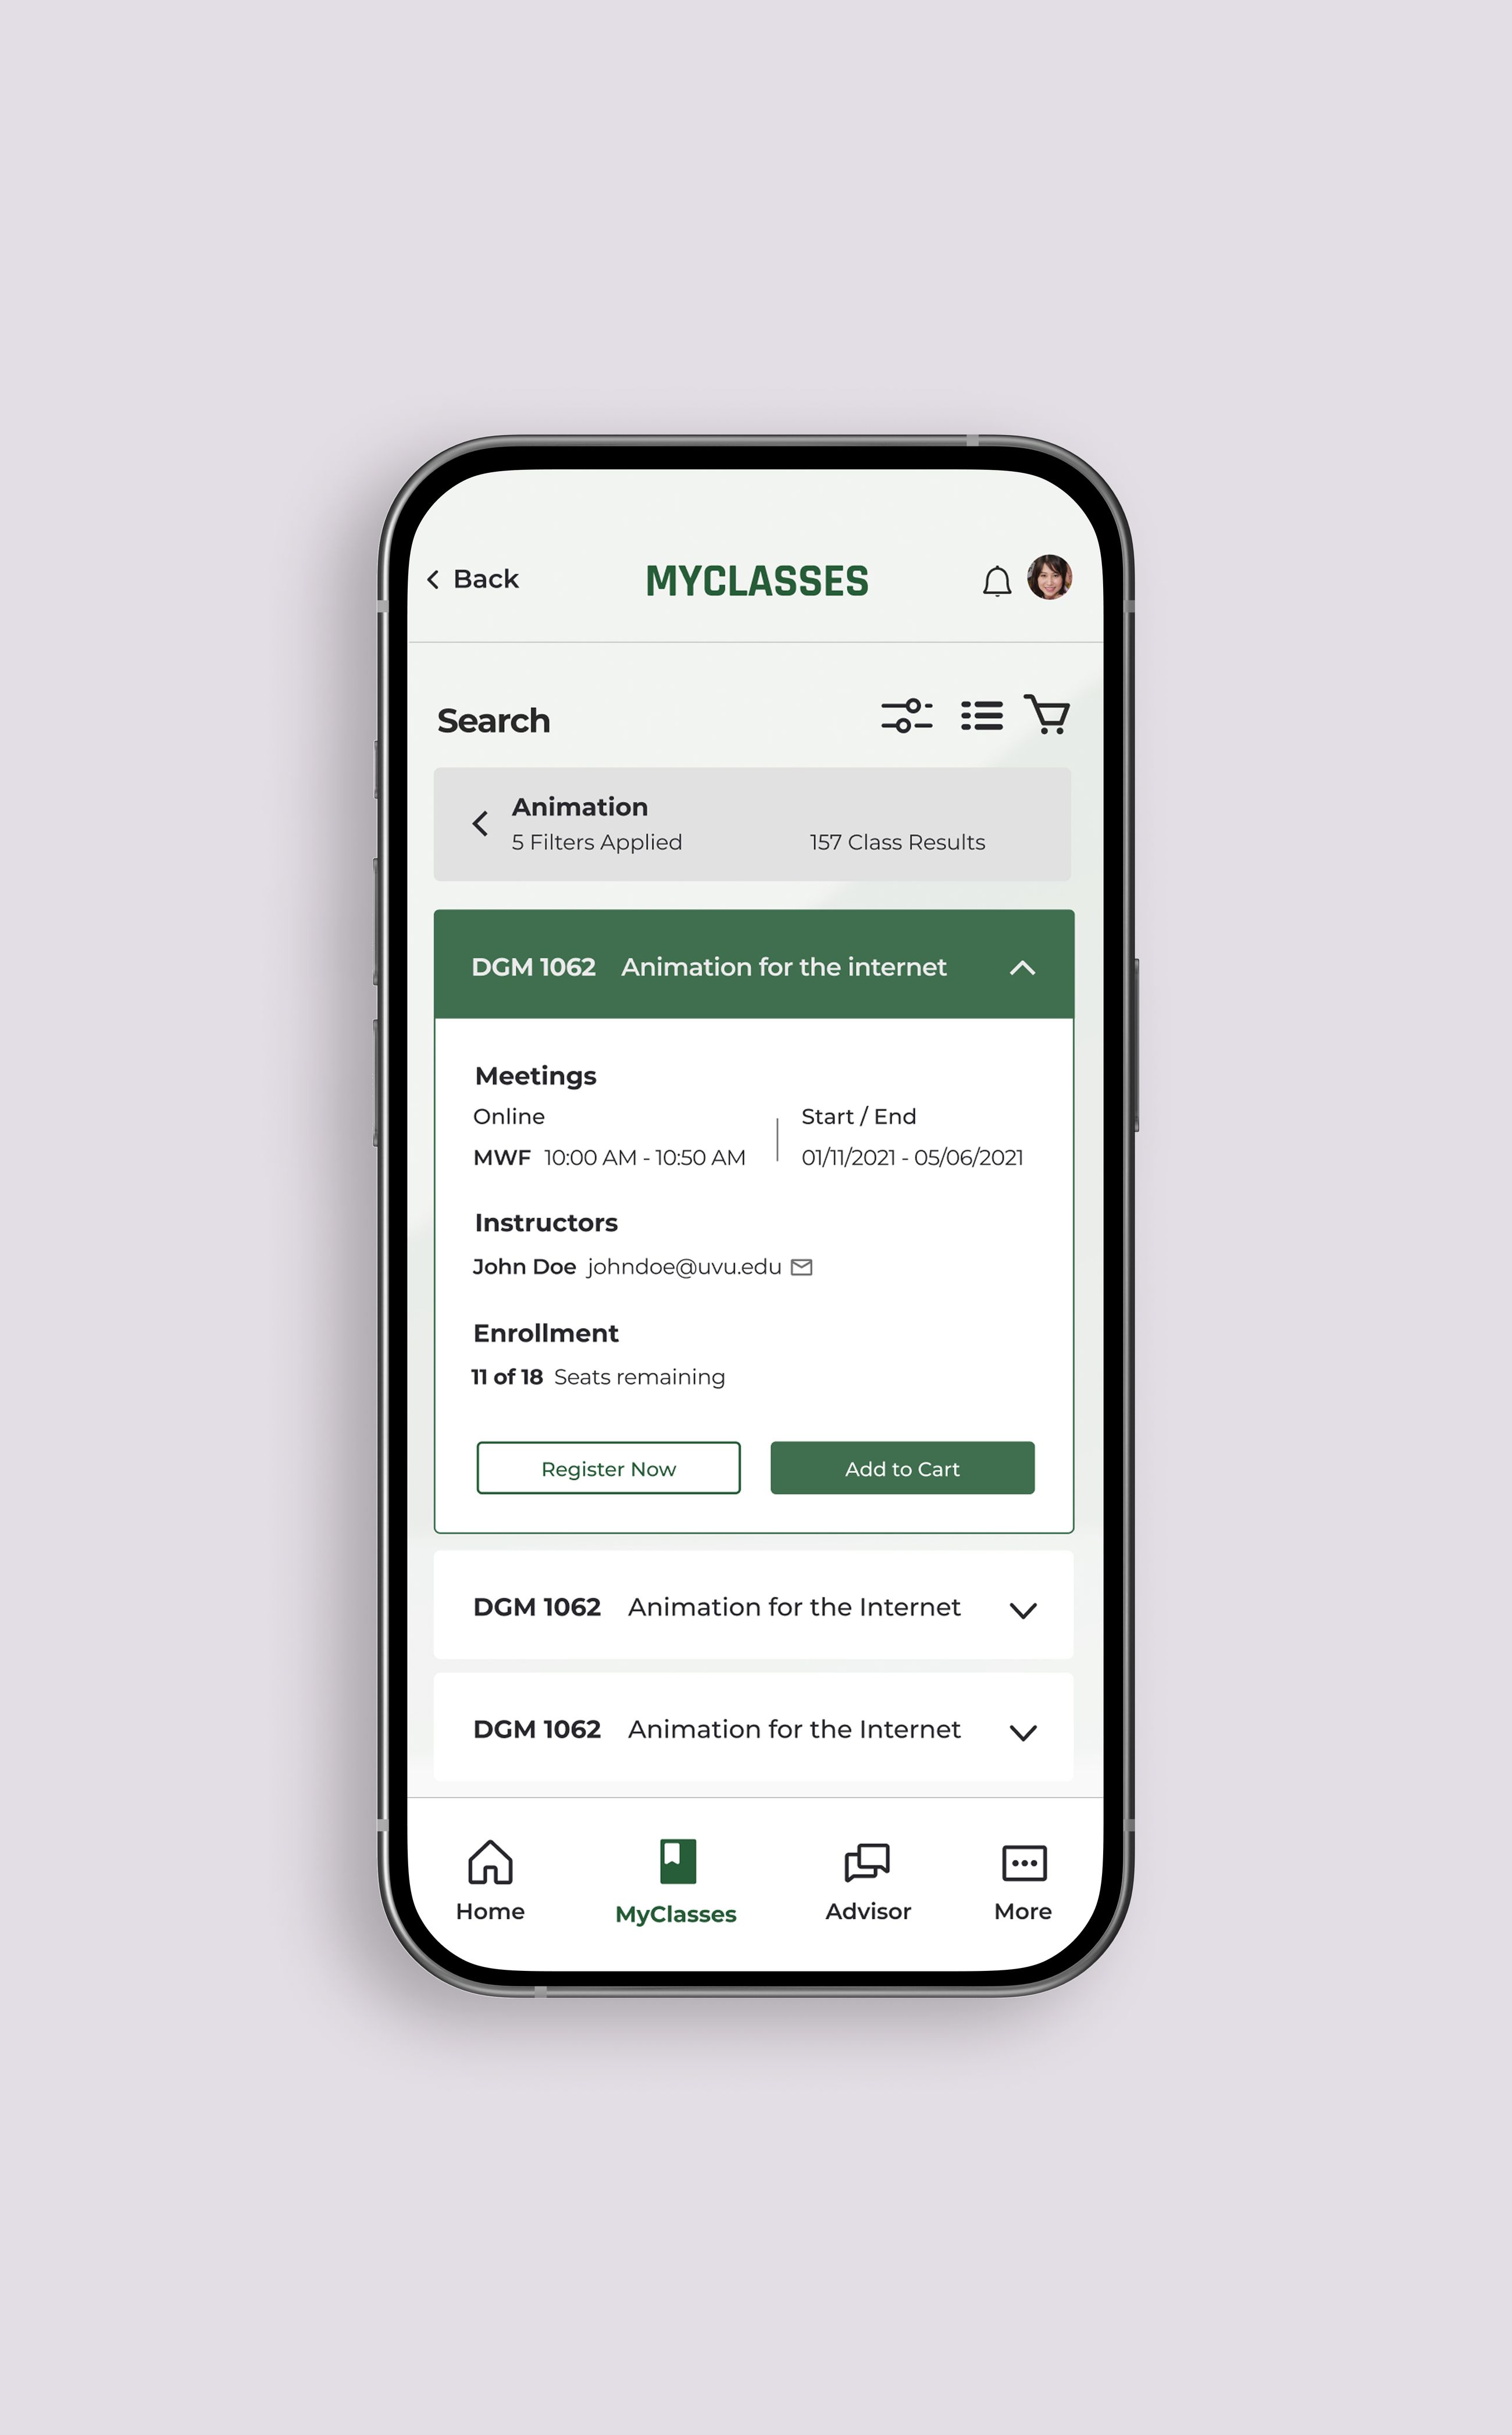 Back
MYCLASSES
Search
Animation
5 Filters Applied 157 Class Results
DGM 1062 Animation for the internet
Meetings
Online Start / End
MWF 10:00 AM - 10:50 AM 01/11/2021 - 05/06/2021
Instructors
John Doe johndoe@uvu.edu
Enrollment
11 of 18 Seats remaining
Register Now Add to Cart
DGM 1062 Animation for the Internet
DGM 1062 Animation for the Internet
Home MyClasses Advisor More